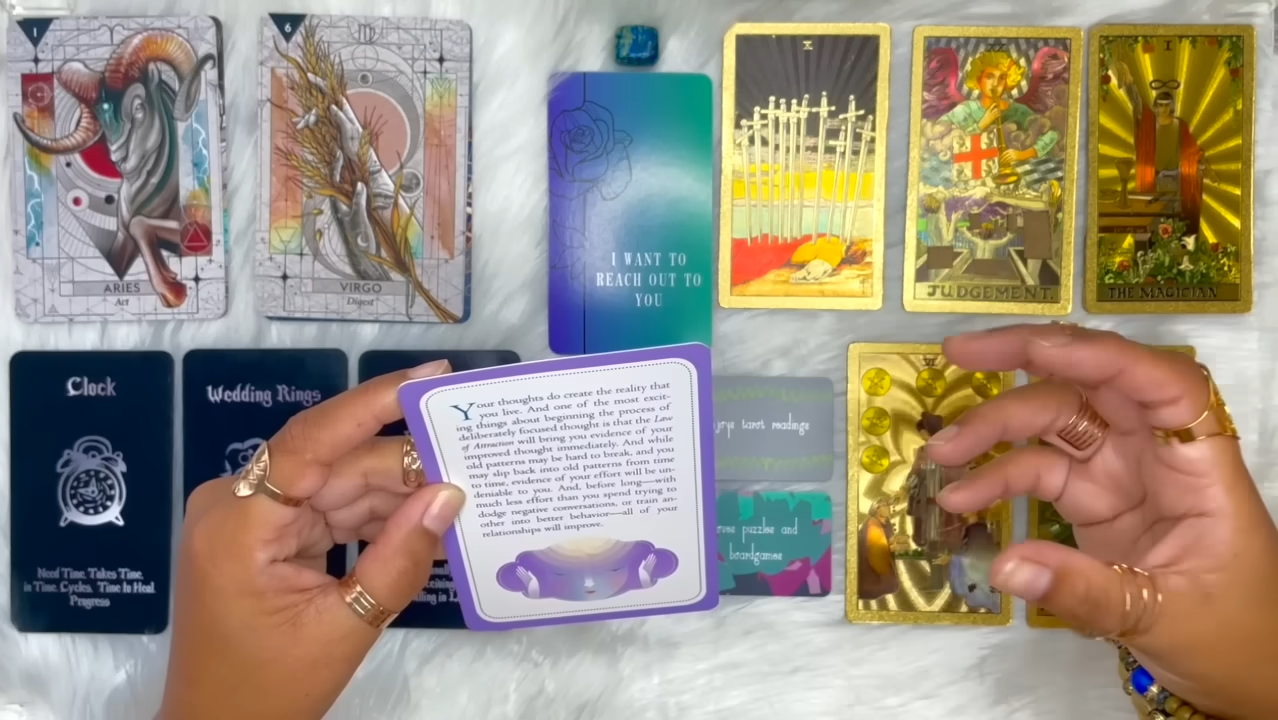 1
ARIES
Act
6
VIRGO
Digest
I WANT TO
REACH OUT TO
YOU
X
XX
JUDGEMENT.
I
THE MAGICIAN
Clock
Need Time, Takes Time,
in Time, Cycles, Time to Heal,
Progress
Wedding Rings
Your thoughts do create the reality that
you live. And one of the most excit-
ing things about beginning the process of
deliberately focused thought is that the Law
of Attraction will bring you evidence of your
improved thought immediately. And while
old patterns may be hard to break, and you
may slip back into old patterns from time
to time, evidence of your effort will be un-
deniable to you. And, before long—with
much less effort than you spend trying to
dodge negative conversations, or train an-
other into better behavior—all of your
relationships will improve.
tarot readings
puzzles and
boardgames
VI